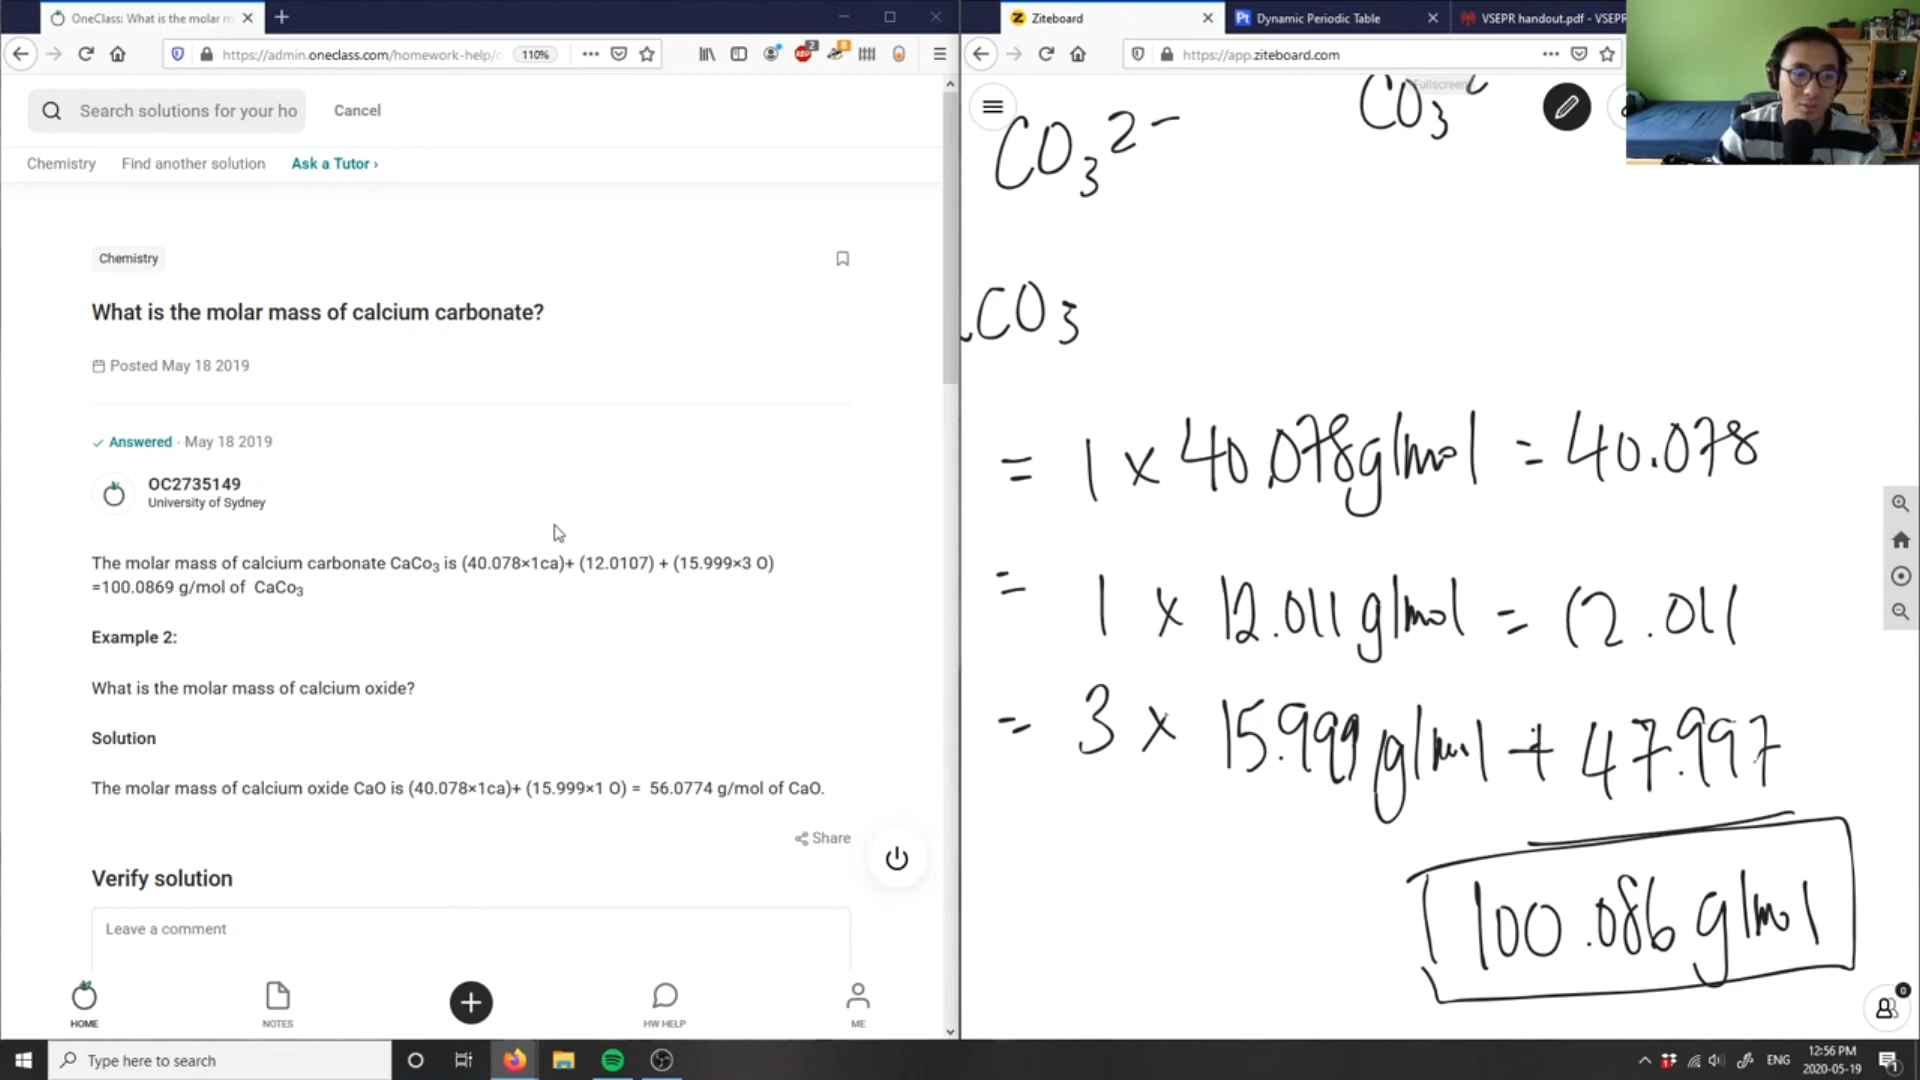 OneClass: What is the molar m
https://admin.oneclass.com/homework-help/c 110%
Search solutions for your ho
Cancel
Chemistry Find another solution Ask a Tutor ›
Chemistry
What is the molar mass of calcium carbonate?
Posted May 18 2019
Answered · May 18 2019
OC2735149
University of Sydney
The molar mass of calcium carbonate CaCo₃ is (40.078×1ca)+ (12.0107) + (15.999×3 O)
=100.0869 g/mol of CaCo₃
Example 2:
What is the molar mass of calcium oxide?
Solution
The molar mass of calcium oxide CaO is (40.078×1ca)+ (15.999×1 O) = 56.0774 g/mol of CaO.
Share
Verify solution
Leave a comment
HOME NOTES HW HELP ME
Ziteboard
Dynamic Periodic Table
VSEPR handout.pdf - VSEPR
https://app.ziteboard.com
Fullscreen
CO₃²⁻
CO₃²
CO₃
= 1 x 40.078g/mol = 40.078
= 1 x 12.011g/mol = 12.011
= 3 x 15.999g/mol + 47.997
100.086 g/mol
0
Type here to search
ENG
12:56 PM
2020-05-19